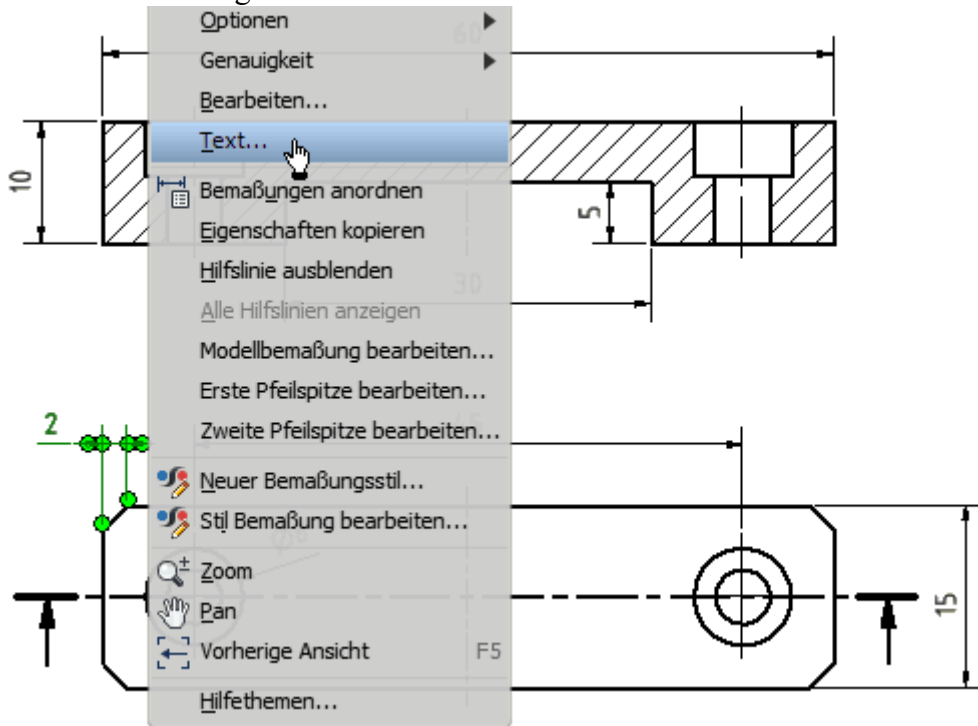 Optionen
60
Genauigkeit
Bearbeiten...
Text...
10
Bemaßungen anordnen
5
Eigenschaften kopieren
Hilfslinie ausblenden
30
Alle Hilfslinien anzeigen
Modellbemaßung bearbeiten...
Erste Pfeilspitze bearbeiten...
2
Zweite Pfeilspitze bearbeiten...
45
Neuer Bemaßungsstil...
Stil Bemaßung bearbeiten...
Zoom
Pan
15
Vorherige Ansicht F5
Hilfethemen...